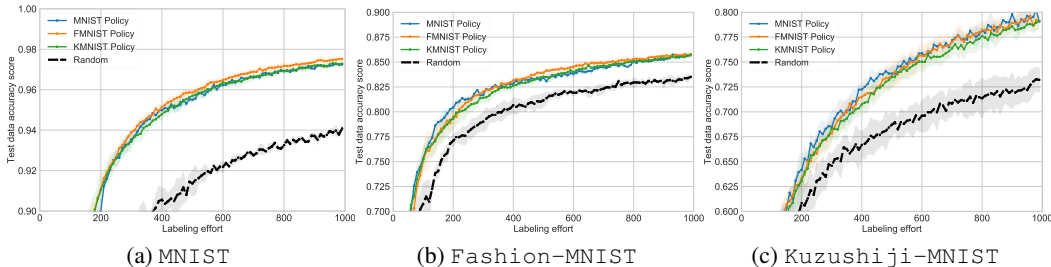 1.00
0.98
0.96
0.94
0.92
0.90
Test data accuracy score
MNIST Policy
FMNIST Policy
KMNIST Policy
Random
0 200 400 600 800 1000
Labeling effort
(a) MNIST
0.900
0.875
0.850
0.825
0.800
0.775
0.750
0.725
0.700
Test data accuracy score
MNIST Policy
FMNIST Policy
KMNIST Policy
Random
0 200 400 600 800 1000
Labeling effort
(b) Fashion-MNIST
0.800
0.775
0.750
0.725
0.700
0.675
0.650
0.625
0.600
Test data accuracy score
MNIST Policy
FMNIST Policy
KMNIST Policy
Random
0 200 400 600 800 1000
Labeling effort
(c) Kuzushiji-MNIST